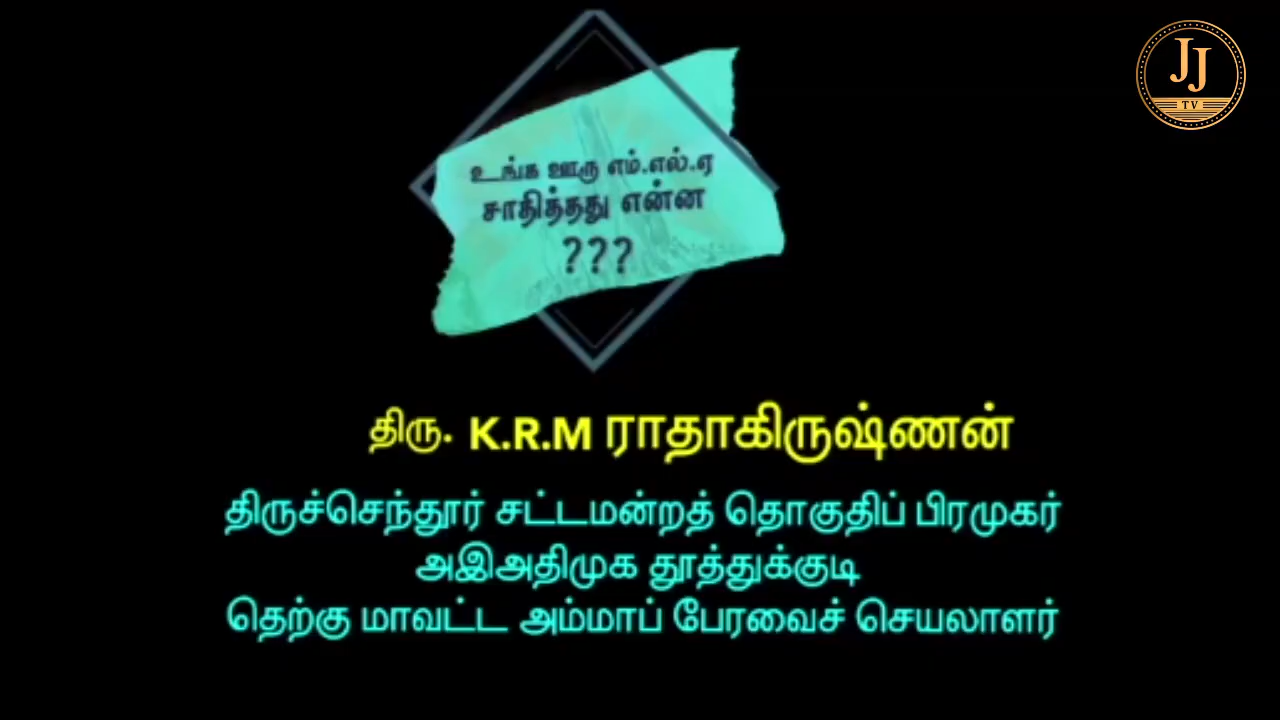 JJ
TV
உங்க ஊரு எம்.எல்.ஏ
சாதித்தது என்ன
???
திரு. K.R.M ராதாகிருஷ்ணன்
திருச்செந்தூர் சட்டமன்றத் தொகுதிப் பிரமுகர்
அஇஅதிமுக தூத்துக்குடி
தெற்கு மாவட்ட அம்மாப் பேரவைச் செயலாளர்